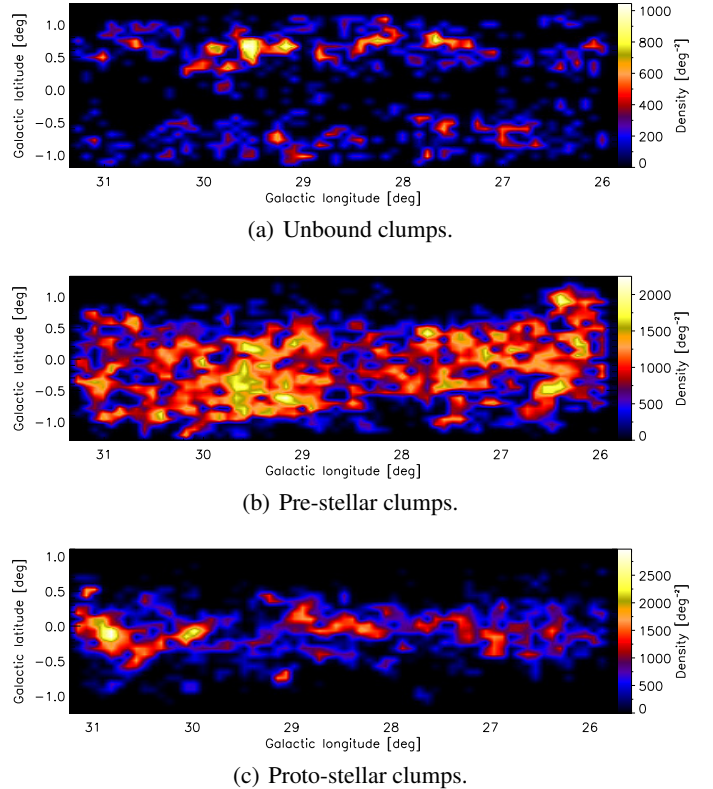 1.0
0.5
0.0
−0.5
−1.0
Galactic latitude [deg]
31 30 29 28 27 26
Galactic longitude [deg]
1000
800
600
400
200
0
Density [deg⁻²]
(a) Unbound clumps.
1.0
0.5
0.0
−0.5
−1.0
Galactic latitude [deg]
31 30 29 28 27 26
Galactic longitude [deg]
2000
1500
1000
500
0
Density [deg⁻²]
(b) Pre-stellar clumps.
1.0
0.5
0.0
−0.5
−1.0
Galactic latitude [deg]
31 30 29 28 27 26
Galactic longitude [deg]
2500
2000
1500
1000
500
0
Density [deg⁻²]
(c) Proto-stellar clumps.